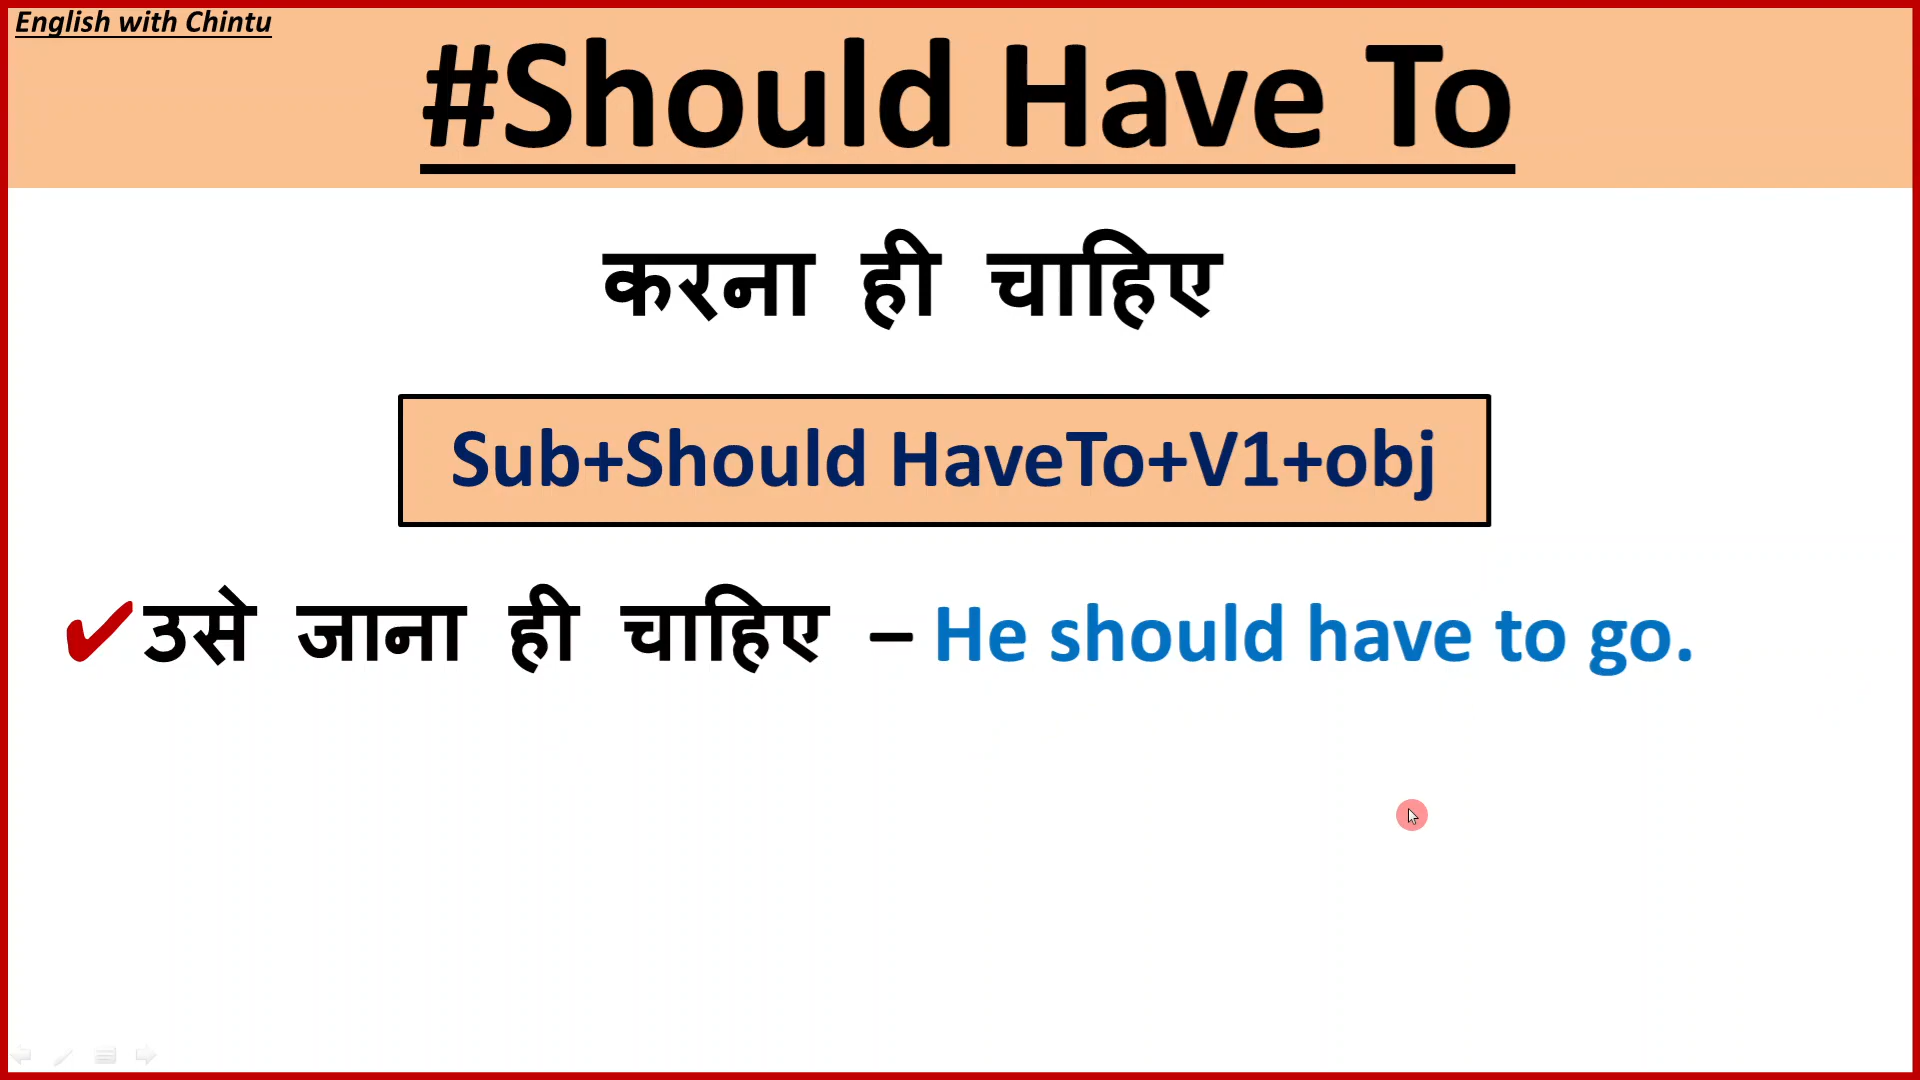 English with Chintu
#Should Have To
करना ही चाहिए
Sub+Should HaveTo+V1+obj
✔उसे जाना ही चाहिए – He should have to go.